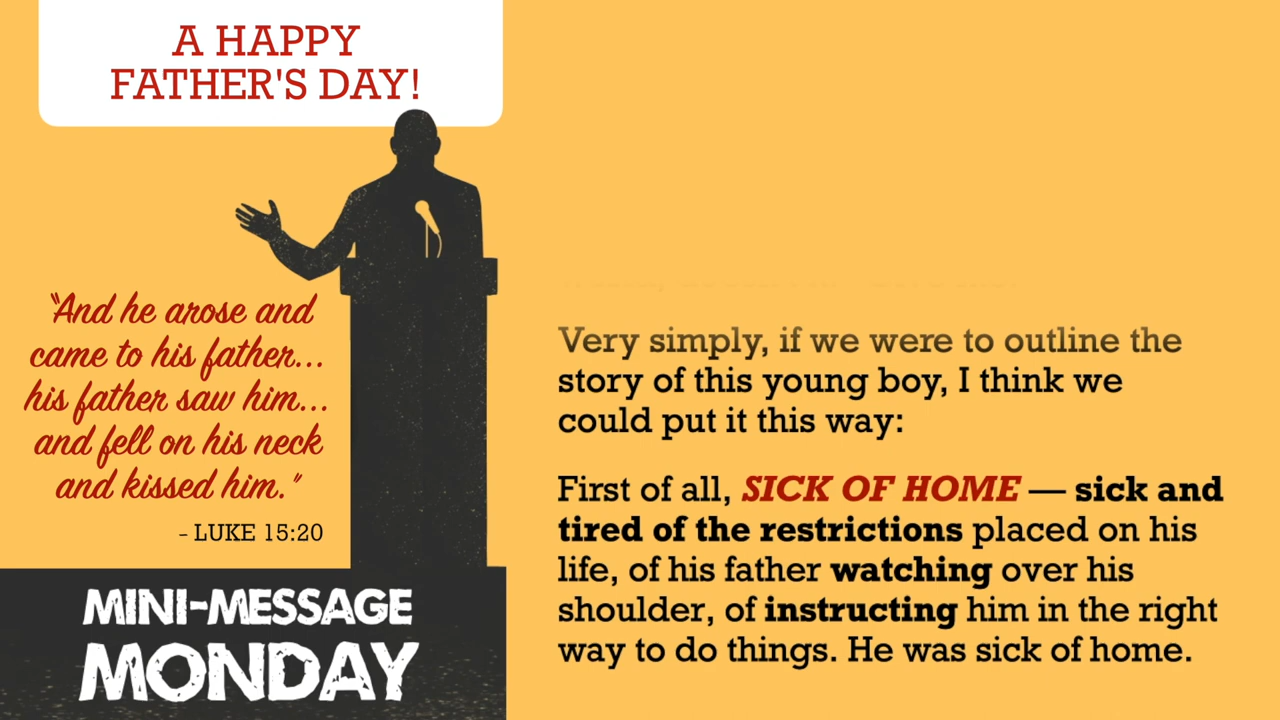 A HAPPY
FATHER'S DAY!
"And he arose and
came to his father...
his father saw him...
and fell on his neck
and kissed him."
- LUKE 15:20
MINI-MESSAGE
MONDAY
Very simply, if we were to outline the
story of this young boy, I think we
could put it this way:
First of all, SICK OF HOME — sick and
tired of the restrictions placed on his
life, of his father watching over his
shoulder, of instructing him in the right
way to do things. He was sick of home.